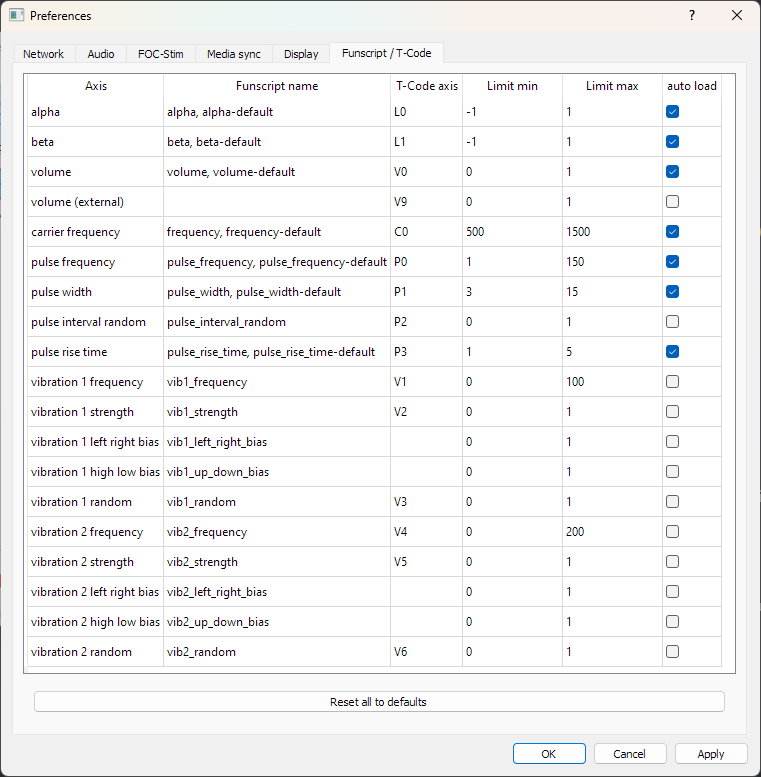 Preferences
Network Audio FOC-Stim Media sync Display Funscript / T-Code
Axis Funscript name T-Code axis Limit min Limit max auto load
alpha alpha, alpha-default L0 -1 1
beta beta, beta-default L1 -1 1
volume volume, volume-default V0 0 1
volume (external) V9 0 1
carrier frequency frequency, frequency-default C0 500 1500
pulse frequency pulse_frequency, pulse_frequency-default P0 1 150
pulse width pulse_width, pulse_width-default P1 3 15
pulse interval random pulse_interval_random P2 0 1
pulse rise time pulse_rise_time, pulse_rise_time-default P3 1 5
vibration 1 frequency vib1_frequency V1 0 100
vibration 1 strength vib1_strength V2 0 1
vibration 1 left right bias vib1_left_right_bias 0 1
vibration 1 high low bias vib1_up_down_bias 0 1
vibration 1 random vib1_random V3 0 1
vibration 2 frequency vib2_frequency V4 0 200
vibration 2 strength vib2_strength V5 0 1
vibration 2 left right bias vib2_left_right_bias 0 1
vibration 2 high low bias vib2_up_down_bias 0 1
vibration 2 random vib2_random V6 0 1
Reset all to defaults
OK Cancel Apply